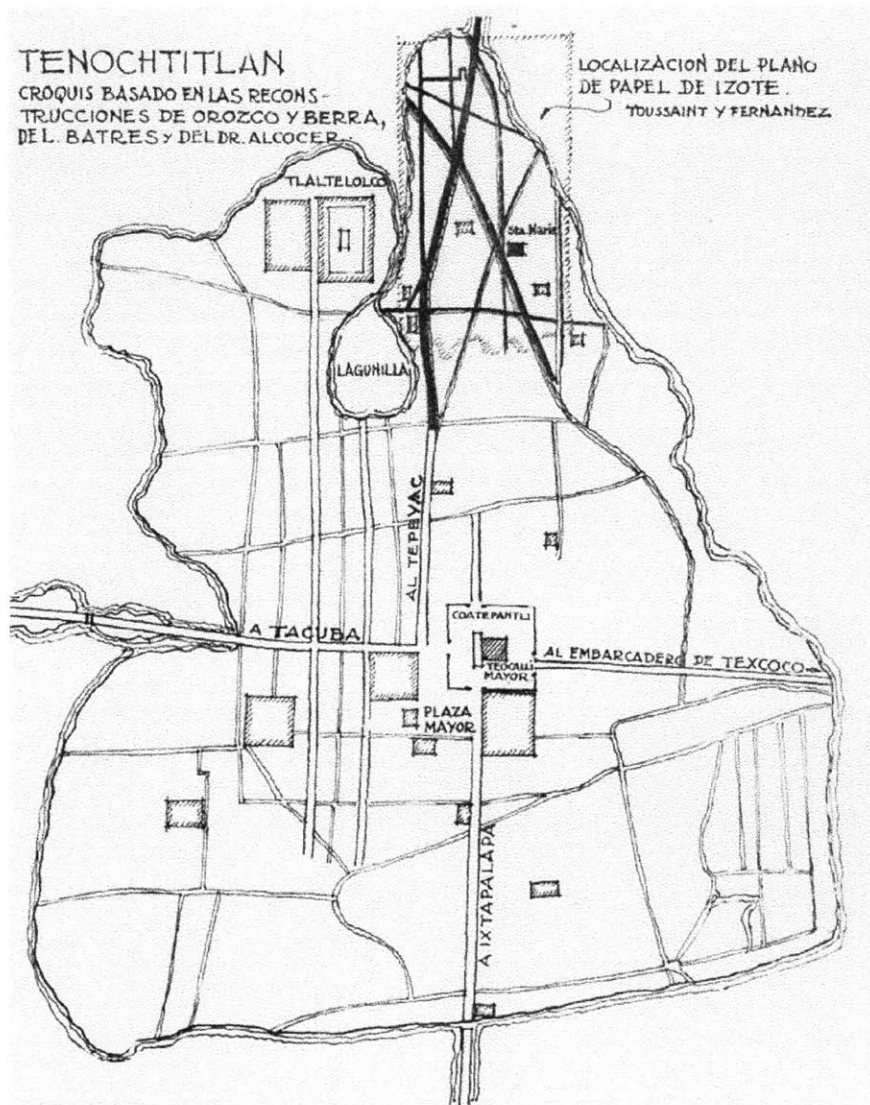 TENOCHTITLAN
CROQUIS BASADO EN LAS RECONS-
TRUCCIONES DE OROZCO Y BERRA,
DEL. BATRES Y DEL DR. ALCOCER.
LOCALIZACION DEL PLANO
DE PAPEL DE IZOTE.
TOUSSAINT Y FERNANDEZ
TLALTELOLCO
Sta. Maria
LAGUNILLA
AL TEPEYAC
COATEPANTLI
A TACUBA
TEOCALLI
MAYOR
AL EMBARCADERO DE TEXCOCO
PLAZA
MAYOR
A IXTAPALAPA